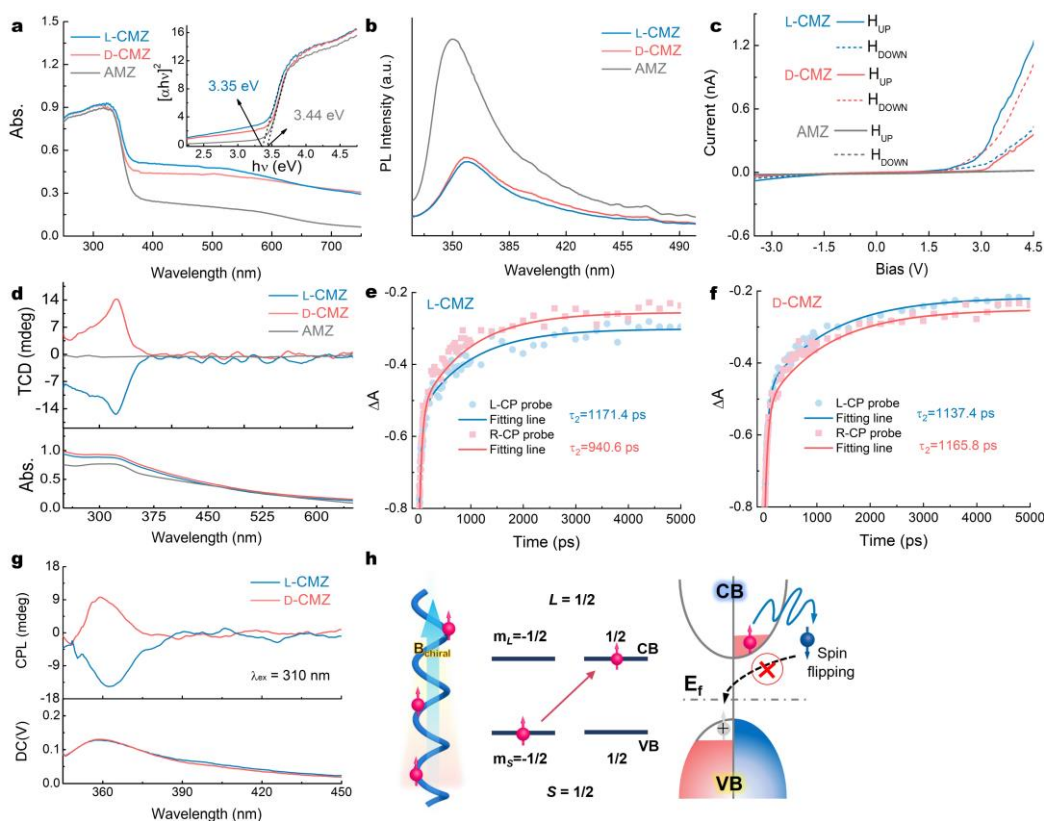 a
L-CMZ
D-CMZ
AMZ
Abs.
1.5
1.2
0.9
0.6
0.3
0.0
250 350 450 550 650 750
Wavelength (nm)
[αhν]²
16
12
8
4
0
3.35 eV
3.44 eV
2.5 3.0 3.5 4.0 4.5
hν (eV)
b
PL Intensity (a.u.)
L-CMZ
D-CMZ
AMZ
350 385 420 455 490
Wavelength (nm)
c
Current (nA)
1.2
0.6
0.0
-0.6
L-CMZ H_UP
H_DOWN
D-CMZ H_UP
H_DOWN
AMZ H_UP
H_DOWN
-3.0 -1.5 0.0 1.5 3.0 4.5
Bias (V)
d
TCD (mdeg)
14
7
0
-7
-14
L-CMZ
D-CMZ
AMZ
Abs.
1.0
0.5
0.0
300 375 450 525 600
Wavelength (nm)
e
L-CMZ
ΔA
-0.2
-0.4
-0.6
-0.8
L-CP probe
Fitting line τ₂=1171.4 ps
R-CP probe
Fitting line τ₂=940.6 ps
0 1000 2000 3000 4000 5000
Time (ps)
f
D-CMZ
ΔA
-0.2
-0.4
-0.6
-0.8
L-CP probe
Fitting line τ₂=1137.4 ps
R-CP probe
Fitting line τ₂=1165.8 ps
0 1000 2000 3000 4000 5000
Time (ps)
g
CPL (mdeg)
18
9
0
-9
-18
L-CMZ
D-CMZ
λex = 310 nm
DC(V)
0.2
0.1
0.0
360 390 420 450
Wavelength (nm)
h
B_chiral
L = 1/2
m_L=-1/2 1/2
CB
VB
m_S=-1/2 1/2
S = 1/2
CB
Spin
flipping
E_f
+
VB